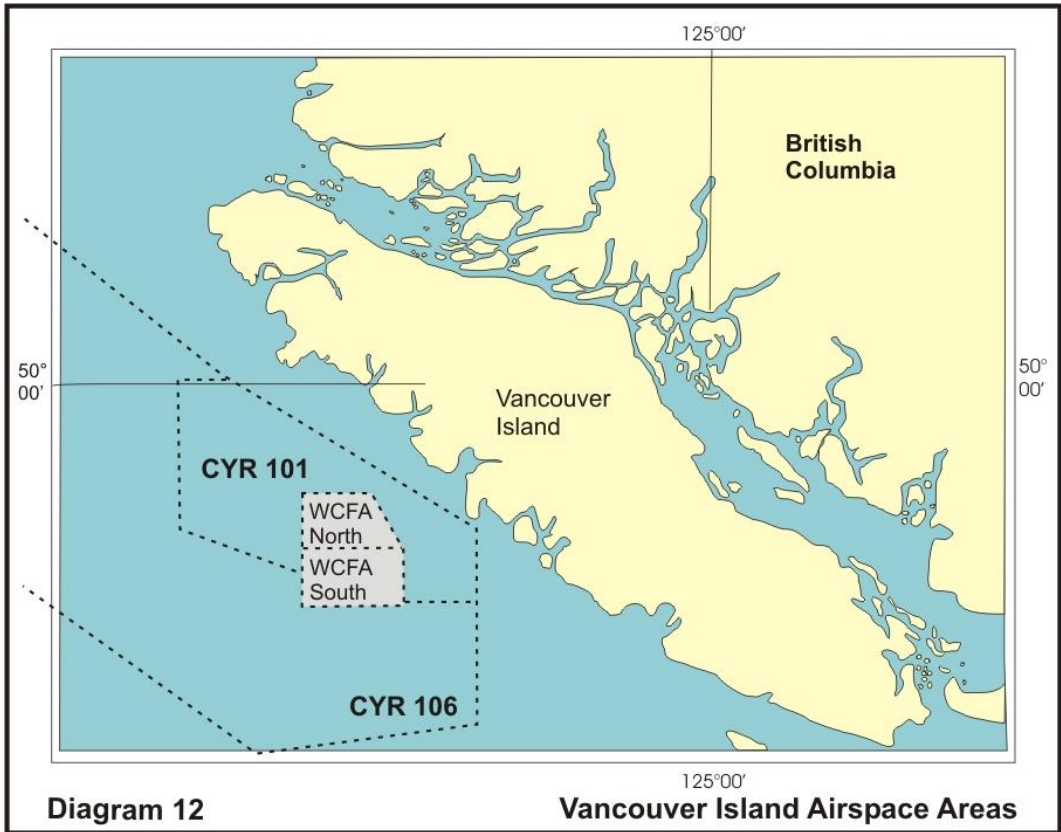 125°00'
British
Columbia
50°
00'
50°
00'
Vancouver
Island
CYR 101
WCFA
North
WCFA
South
CYR 106
125°00'
Diagram 12
Vancouver Island Airspace Areas